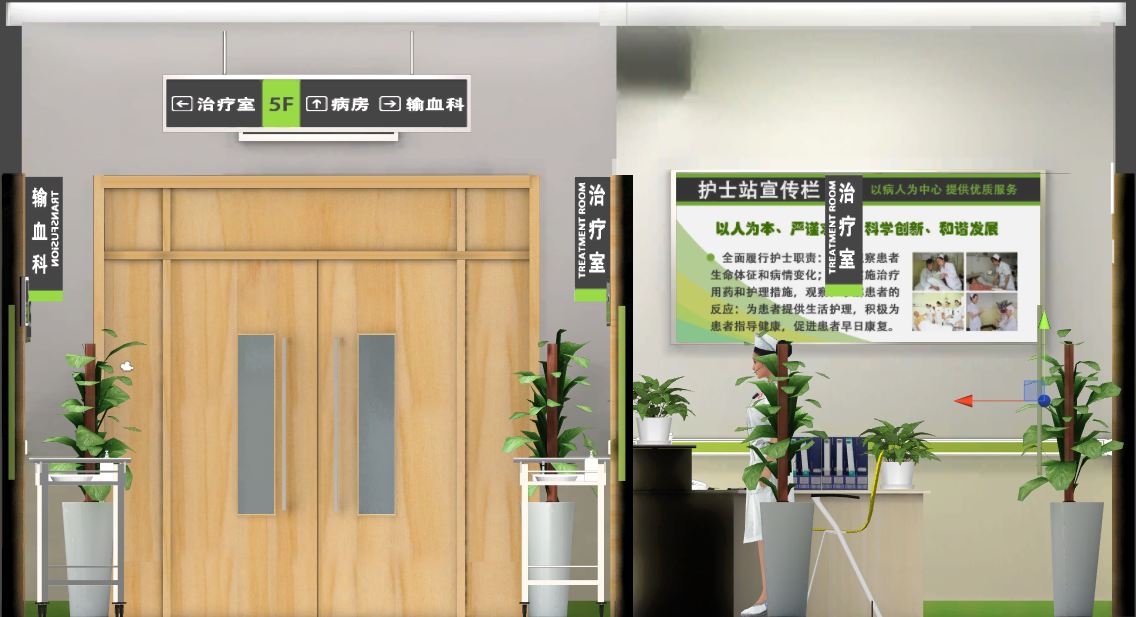 治疗室 5F 病房 输血科
输血科
TRANSFUSION
TREATMENT ROOM
治疗室
护士站宣传栏
以病人为中心 提供优质服务
TREATMENT ROOM
治疗室
以人为本、严谨 科学创新、和谐发展
全面履行护士职责: 察患者
生命体征和病情变化; 施治疗
用药和护理措施,观察 患者的
反应:为患者提供生活护理,积极为
患者指导健康,促进患者早日康复。